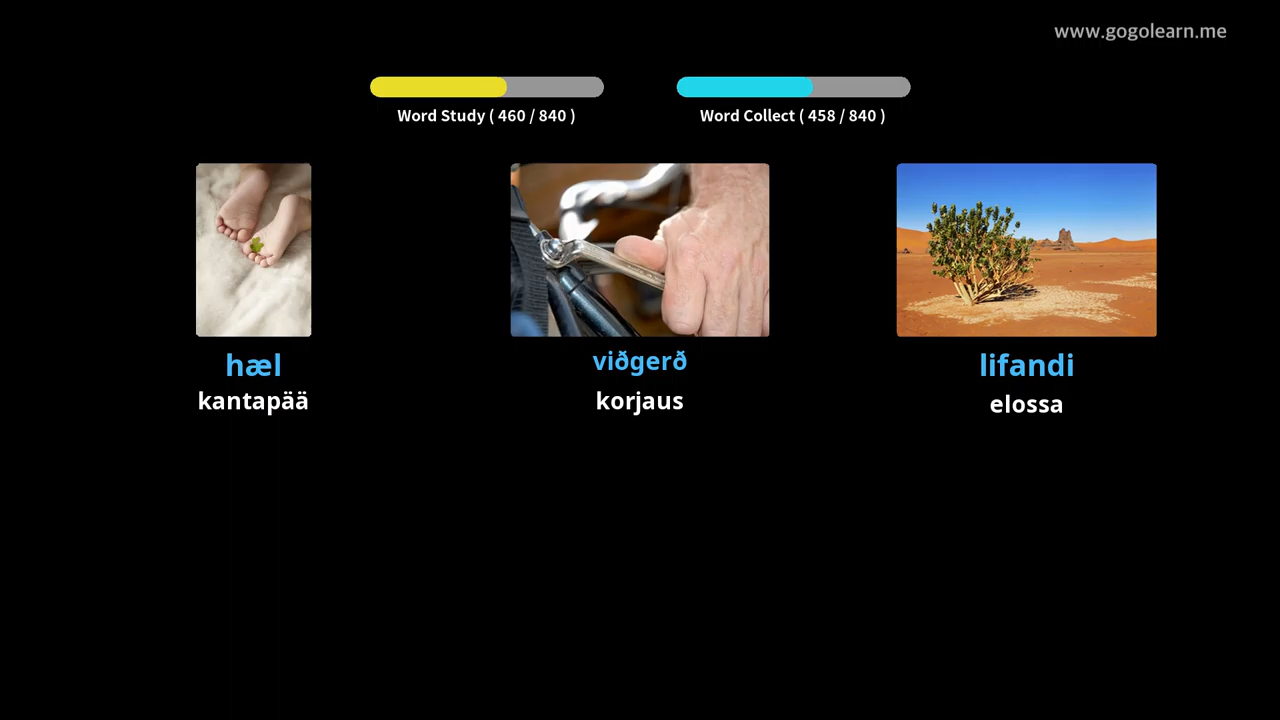 www.gogolearn.me
Word Study ( 460 / 840 )
Word Collect ( 458 / 840 )
hæl
kantapää
viðgerð
korjaus
lifandi
elossa